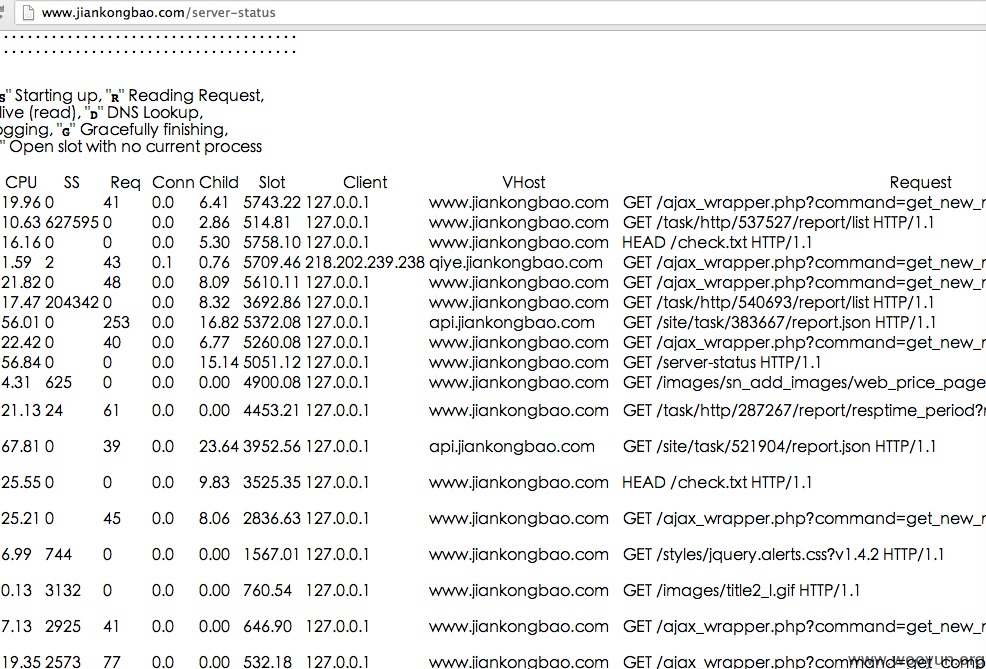 www.jiankongbao.com/server-status
S" Starting up, "R" Reading Request,
live (read), "D" DNS Lookup,
ogging, "G" Gracefully finishing,
" Open slot with no current process
CPU SS Req Conn Child Slot Client VHost Request
19.96 0 41 0.0 6.41 5743.22 127.0.0.1 www.jiankongbao.com GET /ajax_wrapper.php?command=get_new_
10.63 627595 0 0.0 2.86 514.81 127.0.0.1 www.jiankongbao.com GET /task/http/537527/report/list HTTP/1.1
16.16 0 0 0.0 5.30 5758.10 127.0.0.1 www.jiankongbao.com HEAD /check.txt HTTP/1.1
1.59 2 43 0.1 0.76 5709.46 218.202.239.238 qiye.jiankongbao.com GET /ajax_wrapper.php?command=get_new_
21.82 0 48 0.0 8.09 5610.11 127.0.0.1 www.jiankongbao.com GET /ajax_wrapper.php?command=get_new_
17.47 204342 0 0.0 8.32 3692.86 127.0.0.1 www.jiankongbao.com GET /task/http/540693/report/list HTTP/1.1
56.01 0 253 0.0 16.82 5372.08 127.0.0.1 api.jiankongbao.com GET /site/task/383667/report.json HTTP/1.1
22.42 0 40 0.0 6.77 5260.08 127.0.0.1 www.jiankongbao.com GET /ajax_wrapper.php?command=get_new_
56.84 0 0 0.0 15.14 5051.12 127.0.0.1 www.jiankongbao.com GET /server-status HTTP/1.1
4.31 625 0 0.0 0.00 4900.08 127.0.0.1 www.jiankongbao.com GET /images/sn_add_images/web_price_page
21.13 24 61 0.0 0.00 4453.21 127.0.0.1 www.jiankongbao.com GET /task/http/287267/report/resptime_period?
67.81 0 39 0.0 23.64 3952.56 127.0.0.1 api.jiankongbao.com GET /site/task/521904/report.json HTTP/1.1
25.55 0 0 0.0 9.83 3525.35 127.0.0.1 www.jiankongbao.com HEAD /check.txt HTTP/1.1
25.21 0 45 0.0 8.06 2836.63 127.0.0.1 www.jiankongbao.com GET /ajax_wrapper.php?command=get_new_
6.99 744 0 0.0 0.00 1567.01 127.0.0.1 www.jiankongbao.com GET /styles/jquery.alerts.css?v1.4.2 HTTP/1.1
0.13 3132 0 0.0 0.00 760.54 127.0.0.1 www.jiankongbao.com GET /images/title2_l.gif HTTP/1.1
7.13 2925 41 0.0 0.00 646.90 127.0.0.1 www.jiankongbao.com GET /ajax_wrapper.php?command=get_new_
19.35 2573 77 0.0 0.00 532.18 127.0.0.1 www.jiankongbao.com GET /ajax_wrapper.php?command=get_comp
www.wooyun.org